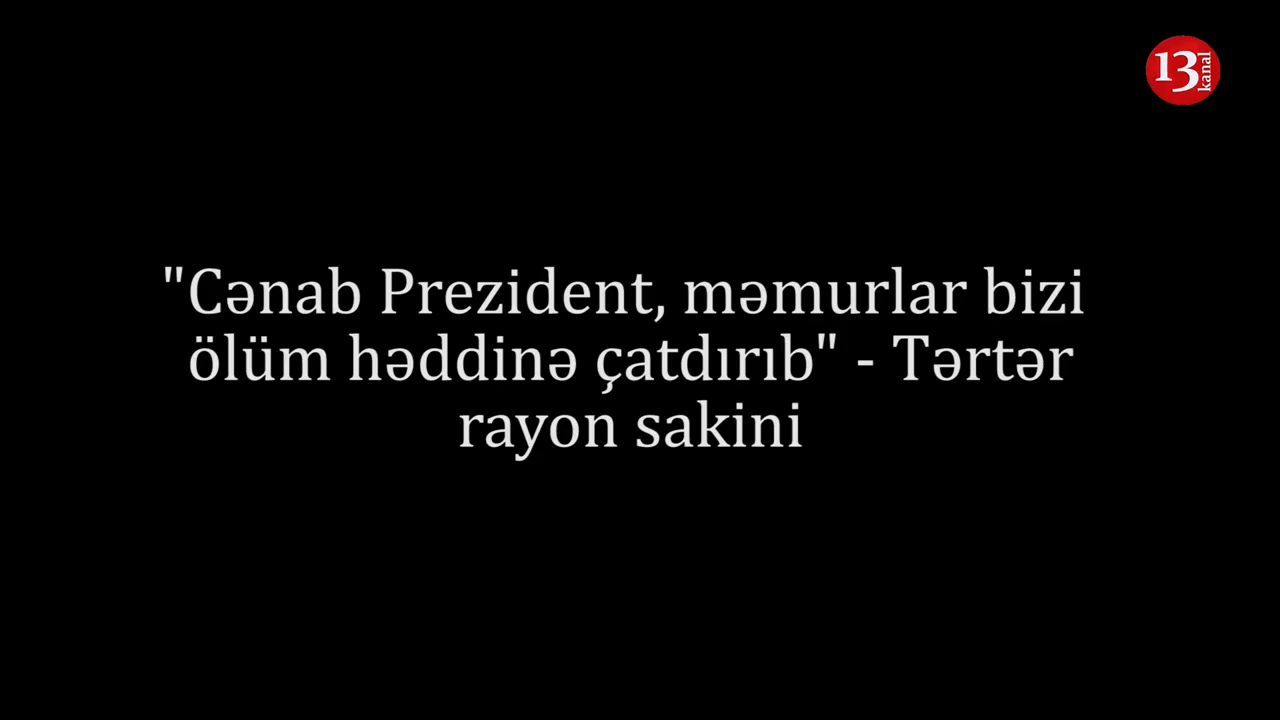 13 kanal
"Cənab Prezident, məmurlar bizi
ölüm həddinə çatdırıb" - Tərtər
rayon sakini